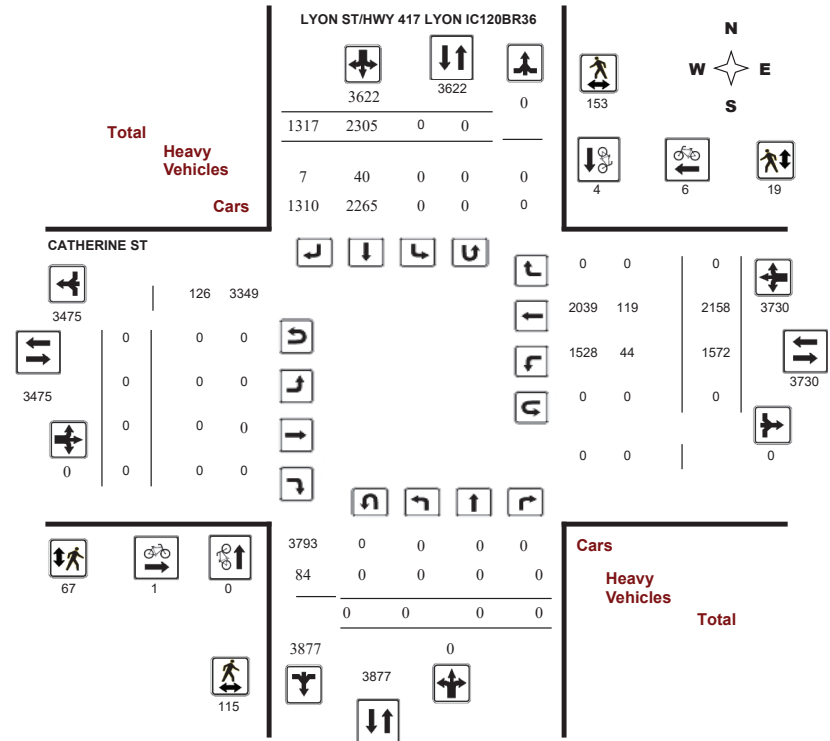 LYON ST/HWY 417 LYON IC120BR36
N
W E
S
3622 3622 0
153
Total 1317 2305 0 0
Heavy
Vehicles 7 40 0 0 0
Cars 1310 2265 0 0 0
4 6 19
CATHERINE ST
3475
126 3349
0 0 0
3475
0 0 0
0 0 0
0
0 0 0
0 0 0
2039 119 2158 3730
1528 44 1572
3730
0 0 0
0 0 0
67 1 0
115
3793 0 0 0 0
84 0 0 0 0
0 0 0 0
3877 0
3877
Cars
Heavy
Vehicles
Total